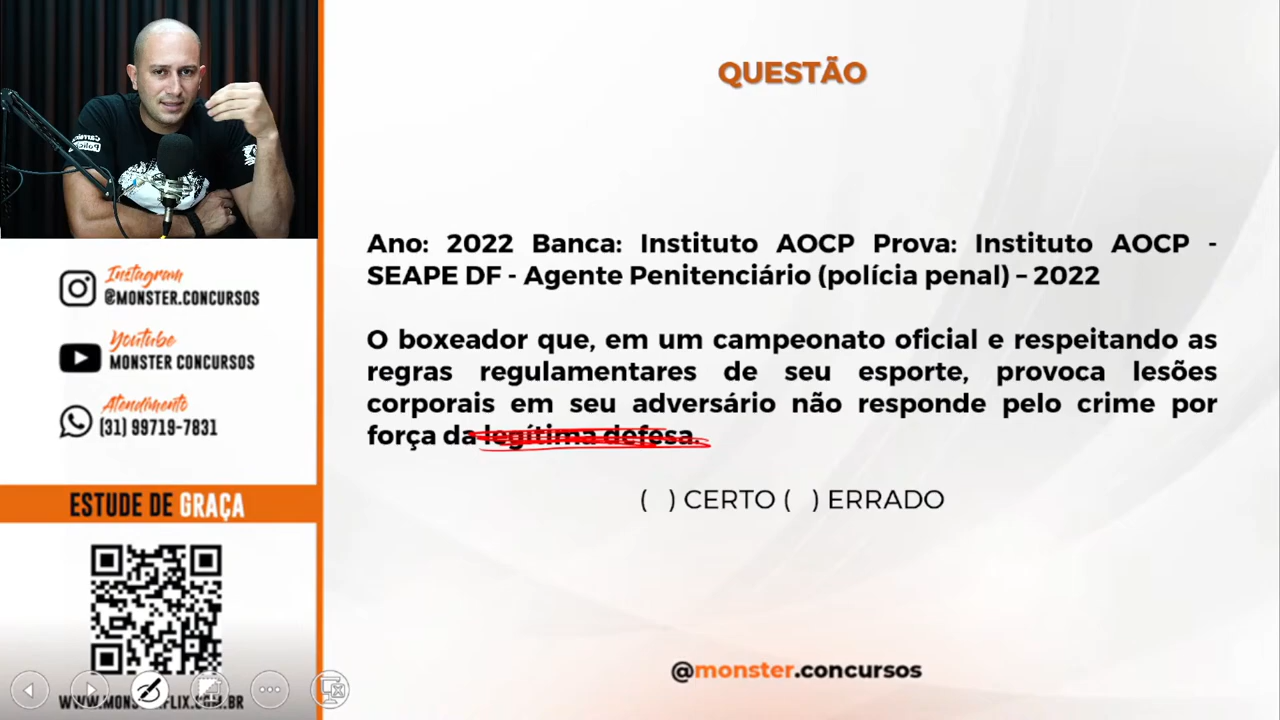 QUESTÃO
Ano: 2022 Banca: Instituto AOCP Prova: Instituto AOCP -
SEAPE DF - Agente Penitenciário (polícia penal) – 2022
O boxeador que, em um campeonato oficial e respeitando as
regras regulamentares de seu esporte, provoca lesões
corporais em seu adversário não responde pelo crime por
força da legítima defesa.
( ) CERTO ( ) ERRADO
@monster.concursos
Instagram
@MONSTER.CONCURSOS
Youtube
MONSTER CONCURSOS
Atendimento
(31) 99719-7831
ESTUDE DE GRAÇA